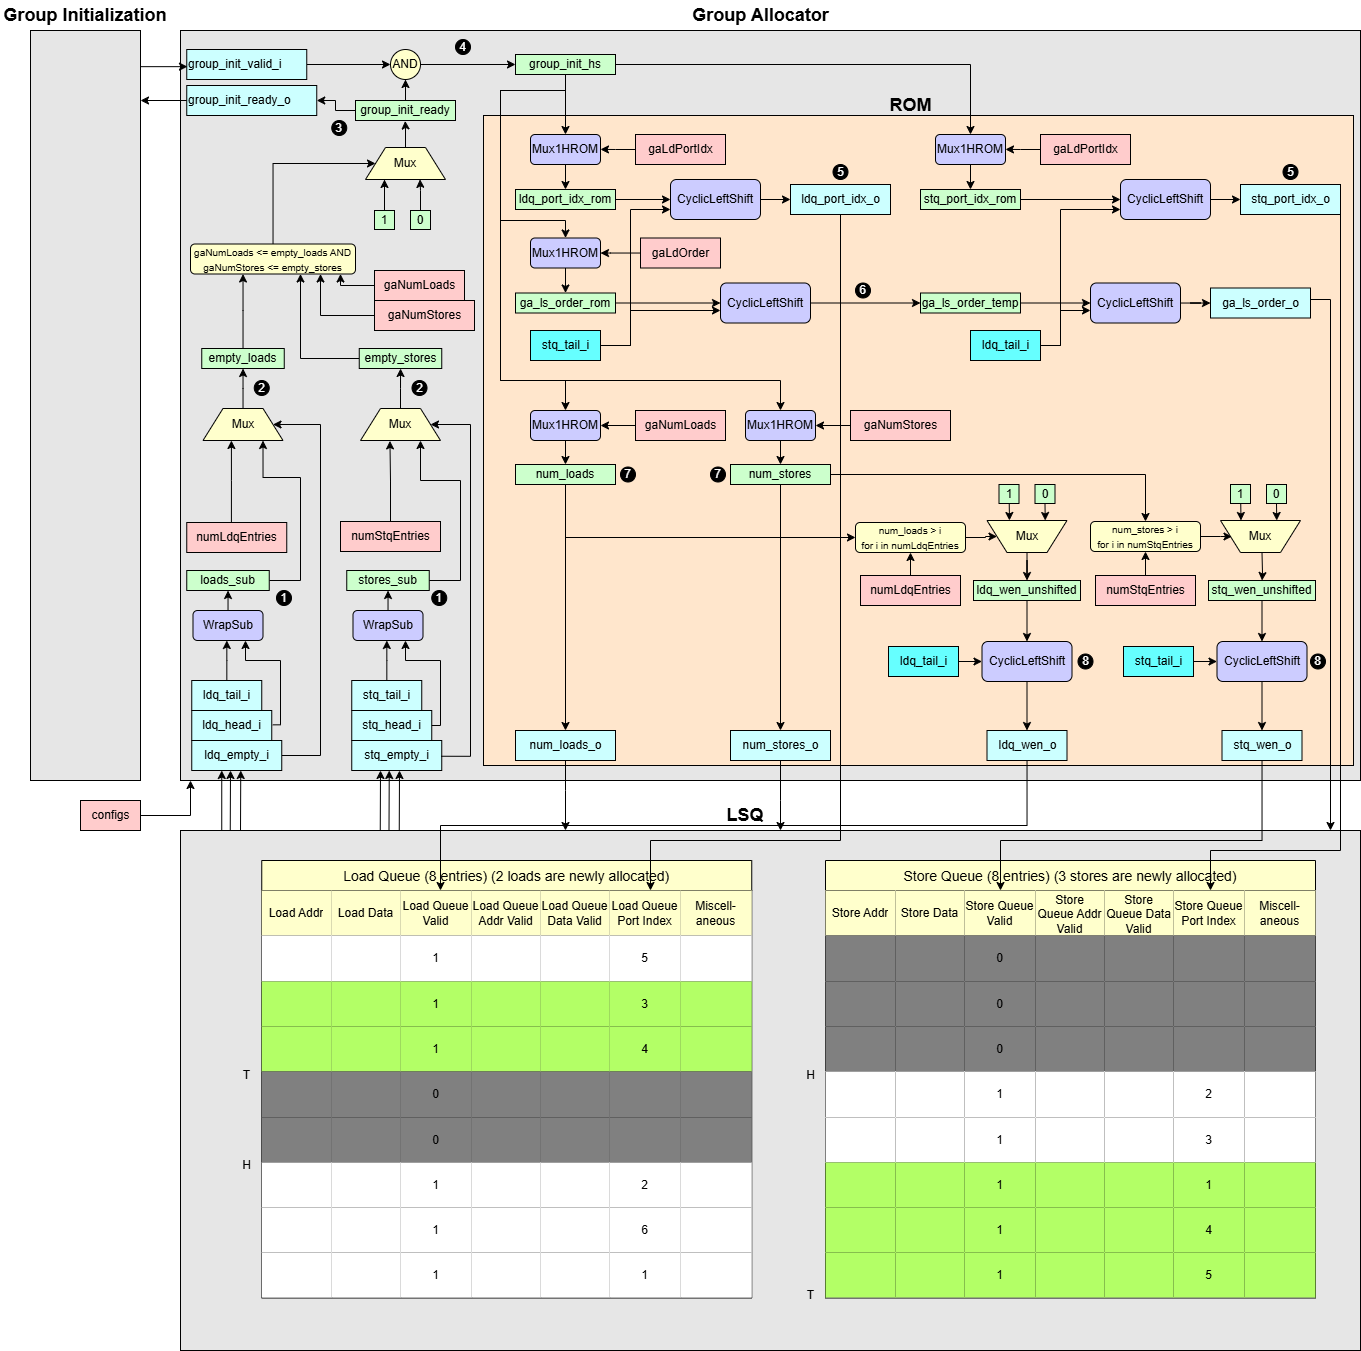 Group Initialization
Group Allocator
group_init_valid_i
AND
4
group_init_hs
group_init_ready_o
group_init_ready
3
ROM
Mux
1
0
Mux1HROM
gaLdPortIdx
Mux1HROM
gaLdPortIdx
ldq_port_idx_rom
CyclicLeftShift
5
ldq_port_idx_o
stq_port_idx_rom
CyclicLeftShift
5
stq_port_idx_o
gaNumLoads <= empty_loads AND
gaNumStores <= empty_stores
gaNumLoads
gaNumStores
Mux1HROM
gaLdOrder
ga_ls_order_rom
CyclicLeftShift
6
ga_ls_order_temp
CyclicLeftShift
ga_ls_order_o
stq_tail_i
ldq_tail_i
empty_loads
empty_stores
2
2
Mux
Mux
Mux1HROM
gaNumLoads
Mux1HROM
gaNumStores
num_loads
7
7
num_stores
numLdqEntries
numStqEntries
1
0
1
0
num_loads > i
for i in numLdqEntries
Mux
num_stores > i
for i in numStqEntries
Mux
loads_sub
1
stores_sub
1
numLdqEntries
ldq_wen_unshifted
numStqEntries
stq_wen_unshifted
WrapSub
WrapSub
ldq_tail_i
CyclicLeftShift
8
stq_tail_i
CyclicLeftShift
8
ldq_tail_i
ldq_head_i
ldq_empty_i
stq_tail_i
stq_head_i
stq_empty_i
num_loads_o
num_stores_o
ldq_wen_o
stq_wen_o
configs
LSQ
Load Queue (8 entries) (2 loads are newly allocated)
Load Addr
Load Data
Load Queue
Valid
Load Queue
Addr Valid
Load Queue
Data Valid
Load Queue
Port Index
Miscell-
aneous
1
5
1
3
1
4
T
0
0
H
1
2
1
6
1
1
Store Queue (8 entries) (3 stores are newly allocated)
Store Addr
Store Data
Store Queue
Valid
Store
Queue Addr
Valid
Store
Queue Data
Valid
Store Queue
Port Index
Miscell-
aneous
0
0
0
H
1
2
1
3
1
1
1
4
1
5
T